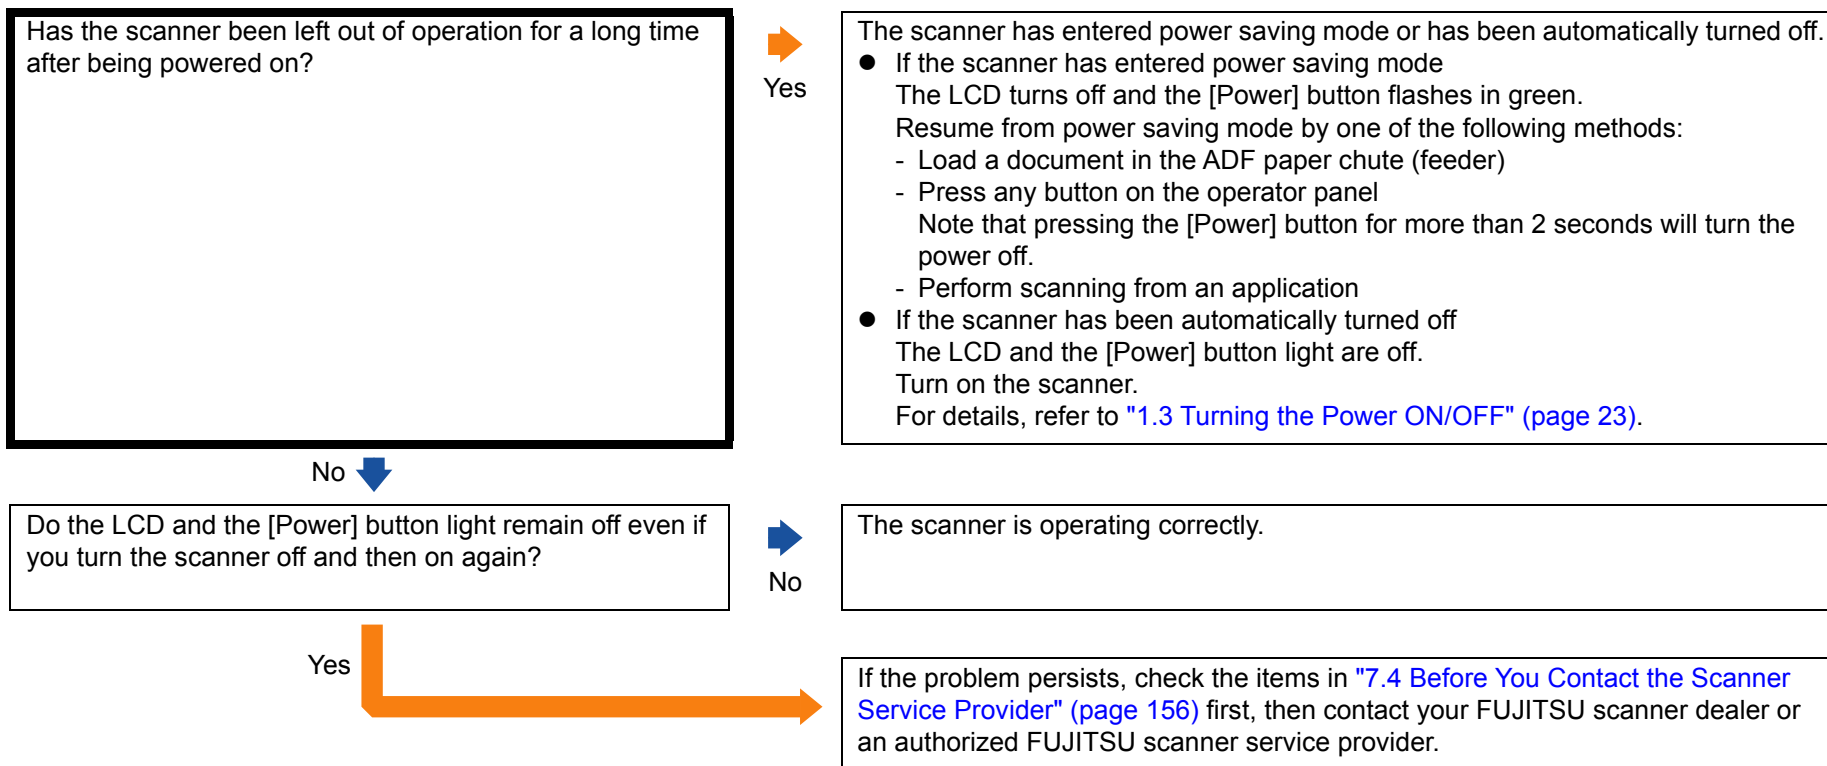 Has the scanner been left out of operation for a long time
after being powered on?
Yes
The scanner has entered power saving mode or has been automatically turned off.
● If the scanner has entered power saving mode
The LCD turns off and the [Power] button flashes in green.
Resume from power saving mode by one of the following methods:
- Load a document in the ADF paper chute (feeder)
- Press any button on the operator panel
Note that pressing the [Power] button for more than 2 seconds will turn the
power off.
- Perform scanning from an application
● If the scanner has been automatically turned off
The LCD and the [Power] button light are off.
Turn on the scanner.
For details, refer to "1.3 Turning the Power ON/OFF" (page 23).
No
Do the LCD and the [Power] button light remain off even if
you turn the scanner off and then on again?
No
The scanner is operating correctly.
Yes
If the problem persists, check the items in "7.4 Before You Contact the Scanner
Service Provider" (page 156) first, then contact your FUJITSU scanner dealer or
an authorized FUJITSU scanner service provider.